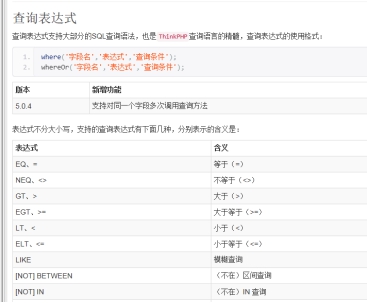 查询表达式
查询表达式支持大部分的SQL查询语法，也是 ThinkPHP 查询语言的精髓，查询表达式的使用格式：
1. where('字段名','表达式','查询条件');
2. whereOr('字段名','表达式','查询条件');
版本 新增功能
5.0.4 支持对同一个字段多次调用查询方法
表达式不分大小写，支持的查询表达式有下面几种，分别表示的含义是：
表达式 含义
EQ、= 等于（=）
NEQ、<> 不等于（<>）
GT、> 大于（>）
EGT、>= 大于等于（>=）
LT、< 小于（<）
ELT、<= 小于等于（<=）
LIKE 模糊查询
[NOT] BETWEEN （不在）区间查询
[NOT] IN （不在）IN 查询